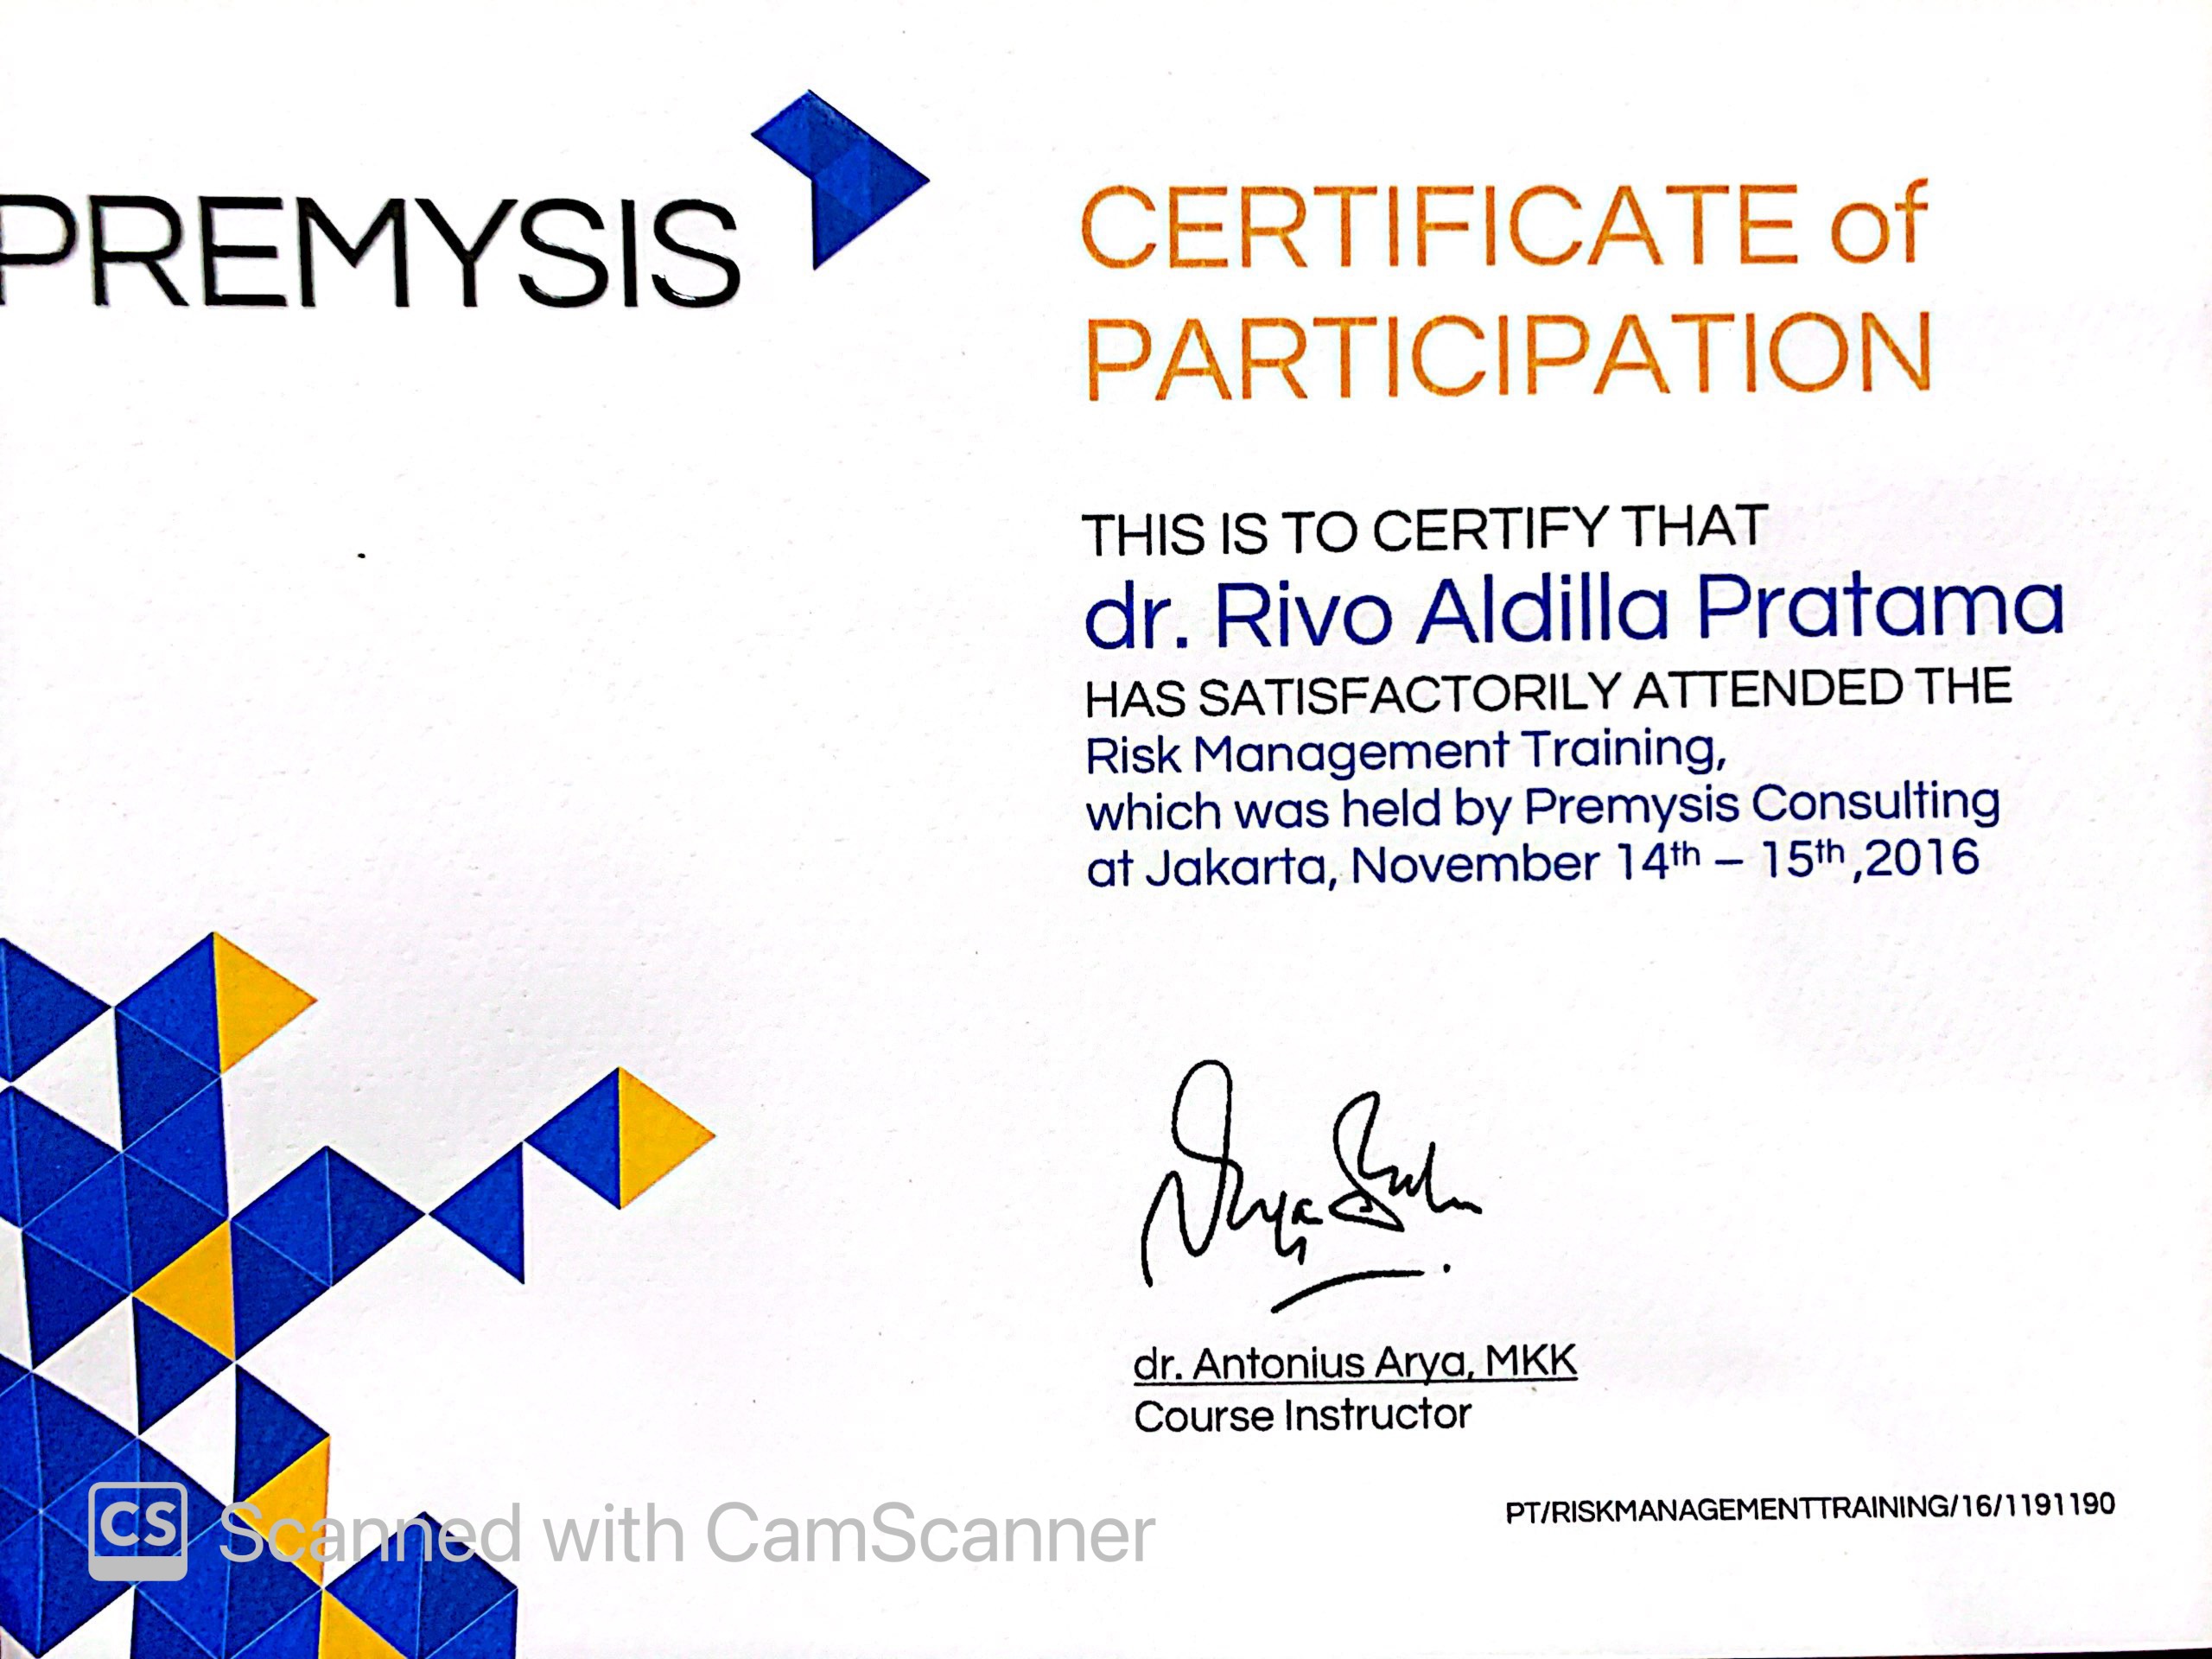 PREMYSIS
CERTIFICATE of
PARTICIPATION
THIS IS TO CERTIFY THAT
dr. Rivo Aldilla Pratama
HAS SATISFACTORILY ATTENDED THE
Risk Management Training,
which was held by Premysis Consulting
at Jakarta, November 14th – 15th ,2016
dr. Antonius Arya, MKK
Course Instructor
PT/RISKMANAGEMENTTRAINING/16/1191190
CS Scanned with CamScanner